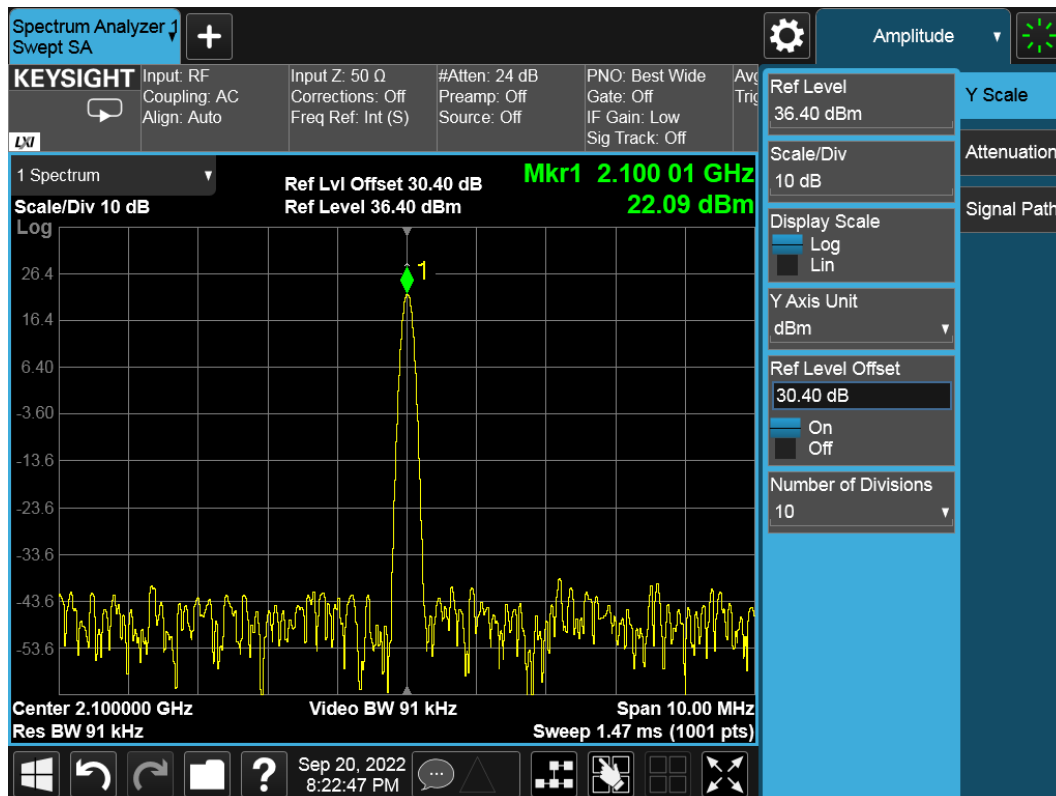 Spectrum Analyzer 1
Swept SA
+
Amplitude
KEYSIGHT
LXI
Input: RF
Coupling: AC
Align: Auto
Input Z: 50 Ω
Corrections: Off
Freq Ref: Int (S)
#Atten: 24 dB
Preamp: Off
Source: Off
PNO: Best Wide
Gate: Off
IF Gain: Low
Sig Track: Off
1 Spectrum
Scale/Div 10 dB
Ref Lvl Offset 30.40 dB
Ref Level 36.40 dBm
Mkr1 2.100 01 GHz
22.09 dBm
Log
1
26.4
16.4
6.40
-3.60
-13.6
-23.6
-33.6
-43.6
-53.6
Center 2.100000 GHz
Video BW 91 kHz
Span 10.00 MHz
Res BW 91 kHz
Sweep 1.47 ms (1001 pts)
Ref Level
36.40 dBm
Scale/Div
10 dB
Display Scale
Log
Lin
Y Axis Unit
dBm
Ref Level Offset
30.40 dB
On
Off
Number of Divisions
10
Y Scale
Attenuation
Signal Path
?
Sep 20, 2022
8:22:47 PM